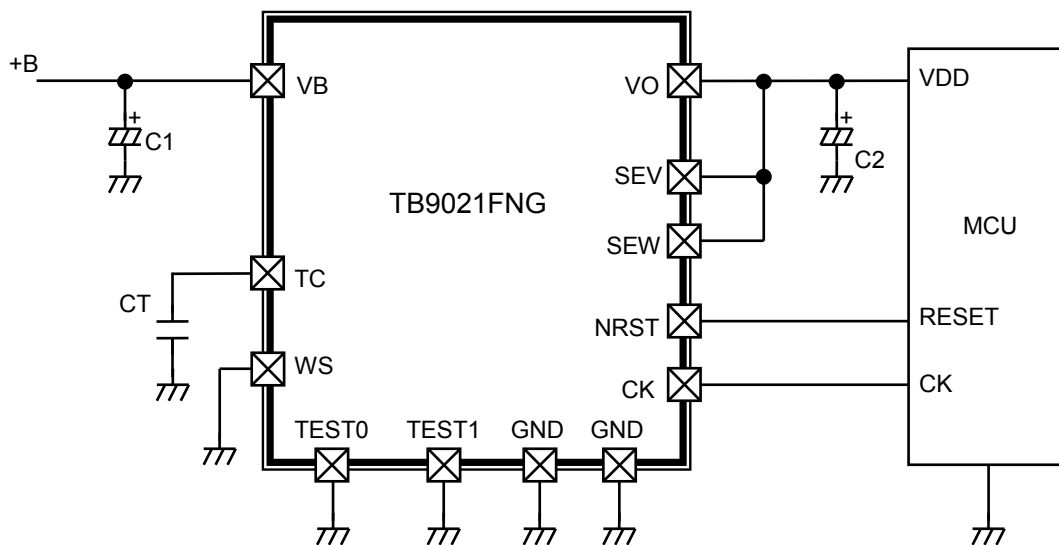 +B
VB
VO
VDD
+
C1
+
C2
SEV
TB9021FNG
SEW
MCU
TC
CT
NRST
RESET
WS
CK
CK
TEST0
TEST1
GND
GND